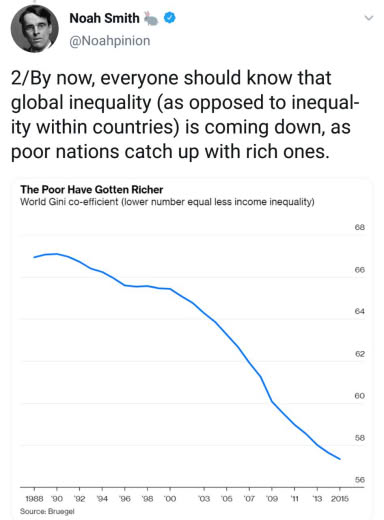 Noah Smith
@Noahpinion
2/By now, everyone should know that
global inequality (as opposed to inequal-
ity within countries) is coming down, as
poor nations catch up with rich ones.
The Poor Have Gotten Richer
World Gini co-efficient (lower number equal less income inequality)
68
66
64
62
60
58
56
1988 '90 '92 '94 '96 '98 '00 '03 '05 '07 '09 '11 '13 2015
Source: Bruegel